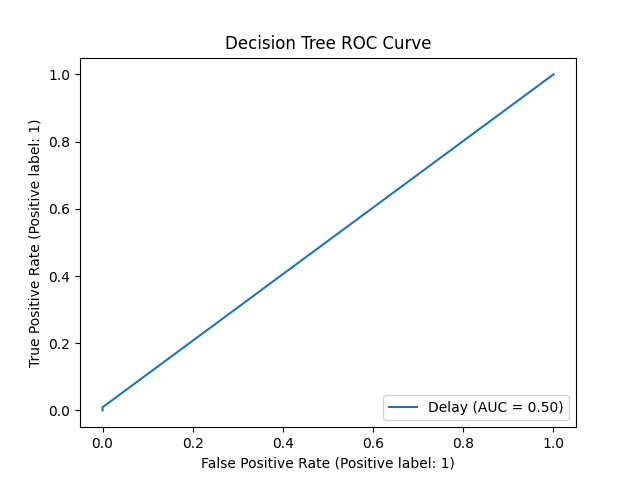 Decision Tree ROC Curve
True Positive Rate (Positive label: 1)
1.0
0.8
0.6
0.4
0.2
0.0
Delay (AUC = 0.50)
0.0 0.2 0.4 0.6 0.8 1.0
False Positive Rate (Positive label: 1)